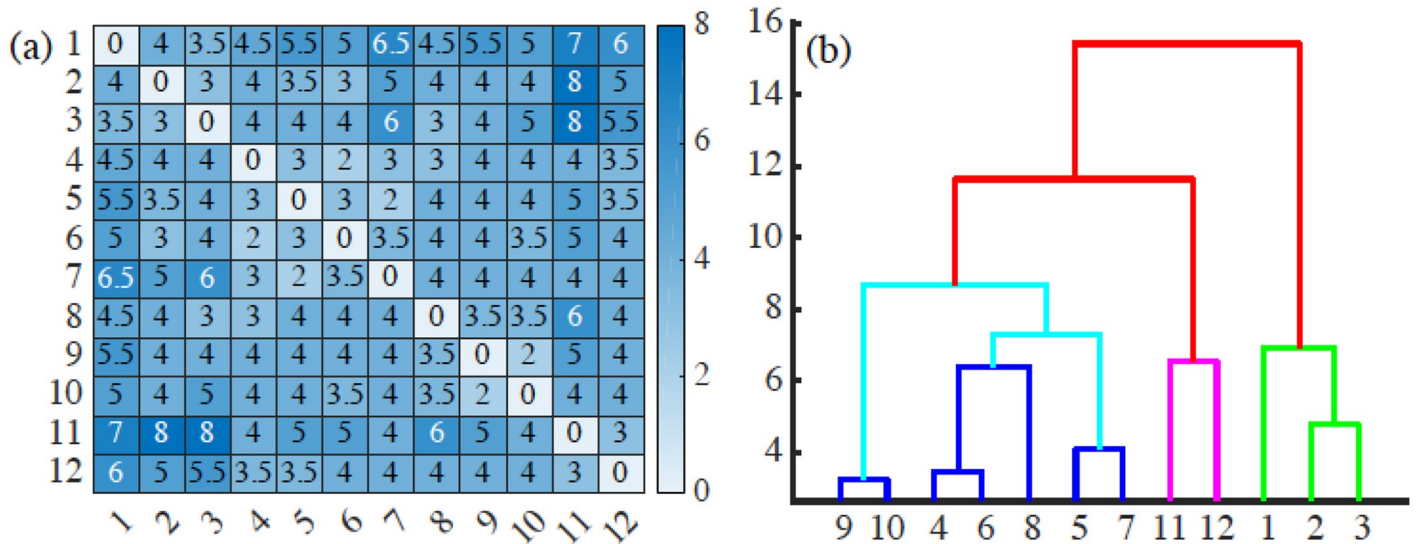 (a)
1 0 4 3.5 4.5 5.5 5 6.5 4.5 5.5 5 7 6
2 4 0 3 4 3.5 3 5 4 4 4 8 5
3 3.5 3 0 4 4 4 6 3 4 5 8 5.5
4 4.5 4 4 0 3 2 3 3 4 4 4 3.5
5 5.5 3.5 4 3 0 3 2 4 4 4 5 3.5
6 5 3 4 2 3 0 3.5 4 4 3.5 5 4
7 6.5 5 6 3 2 3.5 0 4 4 4 4 4
8 4.5 4 3 3 4 4 4 0 3.5 3.5 6 4
9 5.5 4 4 4 4 4 4 3.5 0 2 5 4
10 5 4 5 4 4 3.5 4 3.5 2 0 4 4
11 7 8 8 4 5 5 4 6 5 4 0 3
12 6 5 5.5 3.5 3.5 4 4 4 4 4 3 0
1 2 3 4 5 6 7 8 9 10 11 12
8
6
4
2
0
(b)
16
14
12
10
8
6
4
9 10 4 6 8 5 7 11 12 1 2 3